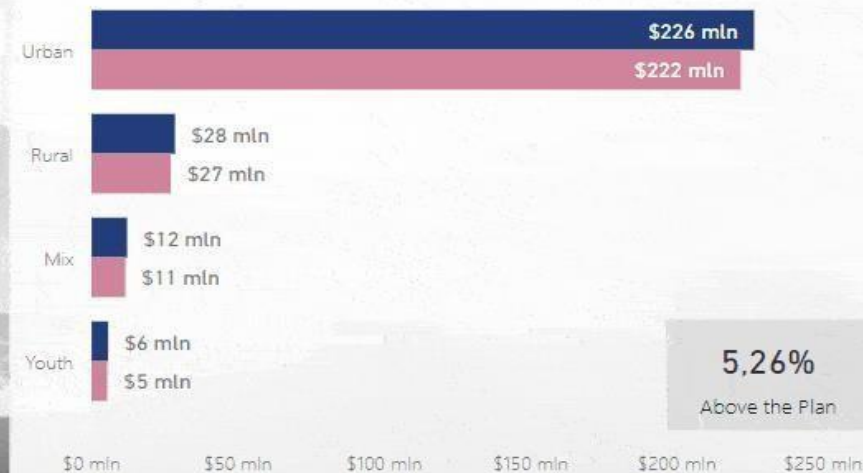 $226 mln
Urban
$222 mln
$28 mln
Rural
$27 mln
$12 mln
Mix
$11 mln
$6 mln
Youth
$5 mln
5,26%
Above the Plan
$0 mln $50 mln $100 mln $150 mln $200 mln $250 mln